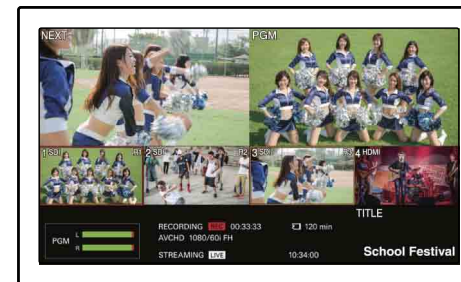 NEXT PGM
1 SDI R1 2 SDI R2 3 SDI R3 4 HDMI
TITLE
RECORDING REC 00:33:33 120 min
PGM L R
AVCHD 1080/60i FH
STREAMING LIVE 10:34:00 School Festival